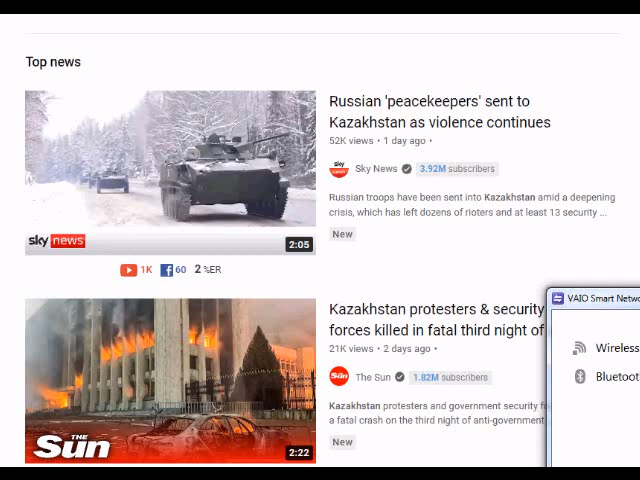 Top news
Russian 'peacekeepers' sent to
Kazakhstan as violence continues
52K views • 1 day ago •
sky news
Sky News 3.92M subscribers
Russian troops have been sent into Kazakhstan amid a deepening
crisis, which has left dozens of rioters and at least 13 security ...
New
sky news
2:05
1K 60 2 %ER
Kazakhstan protesters & security
forces killed in fatal third night of
21K views • 2 days ago •
The Sun
The Sun 1.82M subscribers
Kazakhstan protesters and government security
a fatal crash on the third night of anti-government
New
THE Sun
2:22
VAIO Smart Netw
Wireless
Bluetoot